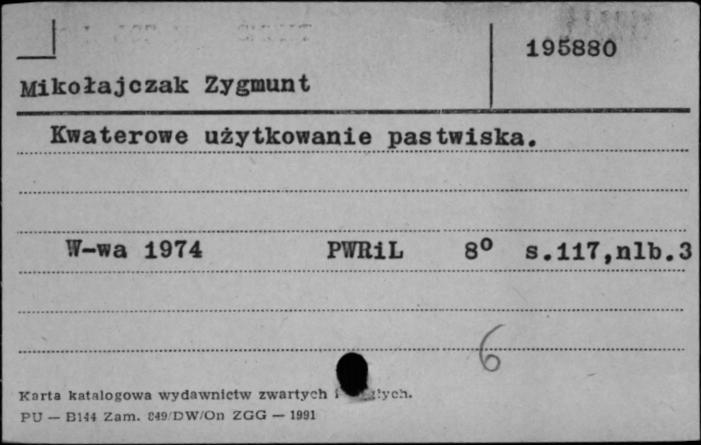 195880
Mikołajczak Zygmunt
Kwaterowe użytkowanie pastwiska.
W-wa 1974 PWRiL 8° s.117,nlb.3
6
Karta katalogowa wydawnictw zwartych i
PU — B144 Zam. 849/DW/On ZGG — 1991